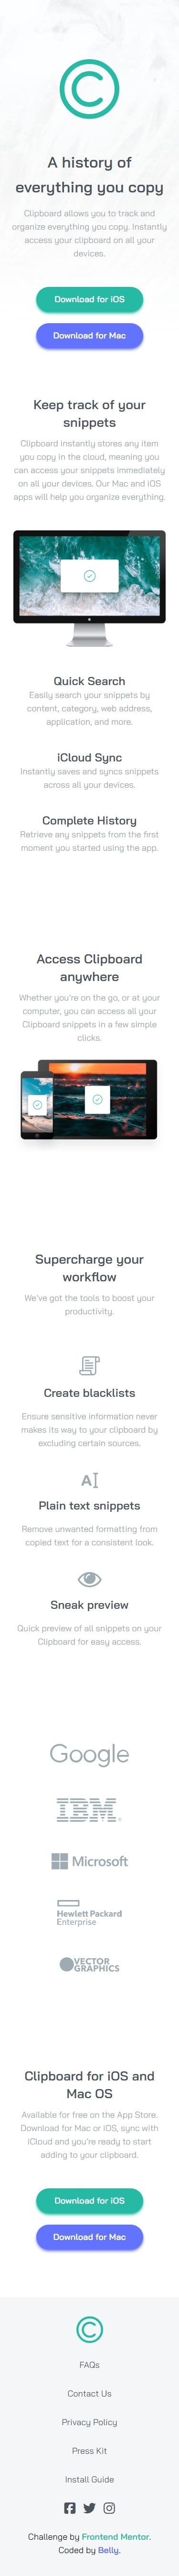 A history of
everything you copy
Clipboard allows you to track and
organize everything you copy. Instantly
access your clipboard on all your
devices.
Download for iOS
Download for Mac
Keep track of your
snippets
Clipboard instantly stores any item
you copy in the cloud, meaning you
can access your snippets immediately
on all your devices. Our Mac and iOS
apps will help you organize everything.
Quick Search
Easily search your snippets by
content, category, web address,
application, and more.
iCloud Sync
Instantly saves and syncs snippets
across all your devices.
Complete History
Retrieve any snippets from the first
moment you started using the app.
Access Clipboard
anywhere
Whether you're on the go, or at your
computer, you can access all your
Clipboard snippets in a few simple
clicks.
Supercharge your
workflow
We've got the tools to boost your
productivity.
Create blacklists
Ensure sensitive information never
makes its way to your clipboard by
excluding certain sources.
A
Plain text snippets
Remove unwanted formatting from
copied text for a consistent look.
Sneak preview
Quick preview of all snippets on your
Clipboard for easy access.
Google
IBM®
Microsoft
Hewlett Packard
Enterprise
VECTOR
GRAPHICS
Clipboard for iOS and
Mac OS
Available for free on the App Store.
Download for Mac or iOS, sync with
iCloud and you're ready to start
adding to your clipboard.
Download for iOS
Download for Mac
FAQs
Contact Us
Privacy Policy
Press Kit
Install Guide
Challenge by Frontend Mentor.
Coded by Belly.